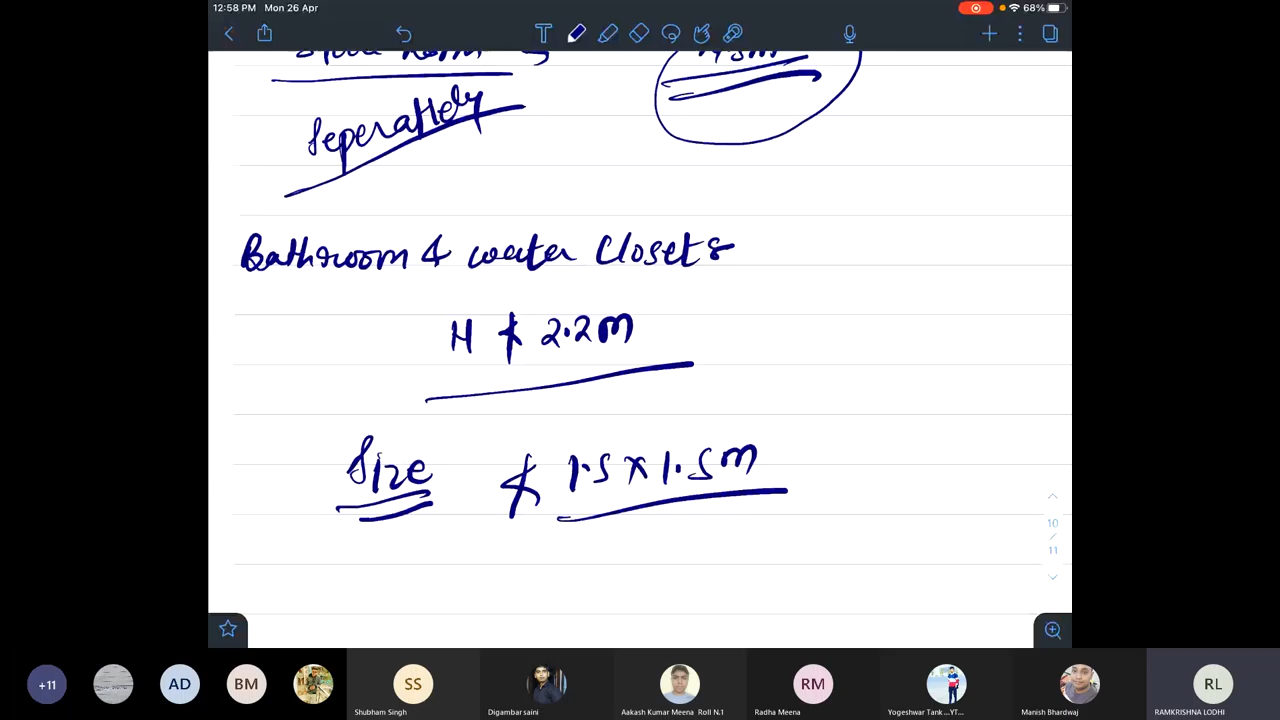 12:58 PM Mon 26 Apr 68%
T
Seperattely
Bathroom & water Closets
H ≮ 2.2m
Size ≮ 1.5 x 1.5m
10
11
+11 AD BM SS RM RL
Shubham Singh Digambar saini Aakash Kumar Meena Roll N.1 Radha Meena Yogeshwar Tank ...YT... Manish Bhardwaj RAMKRISHNA LODHI